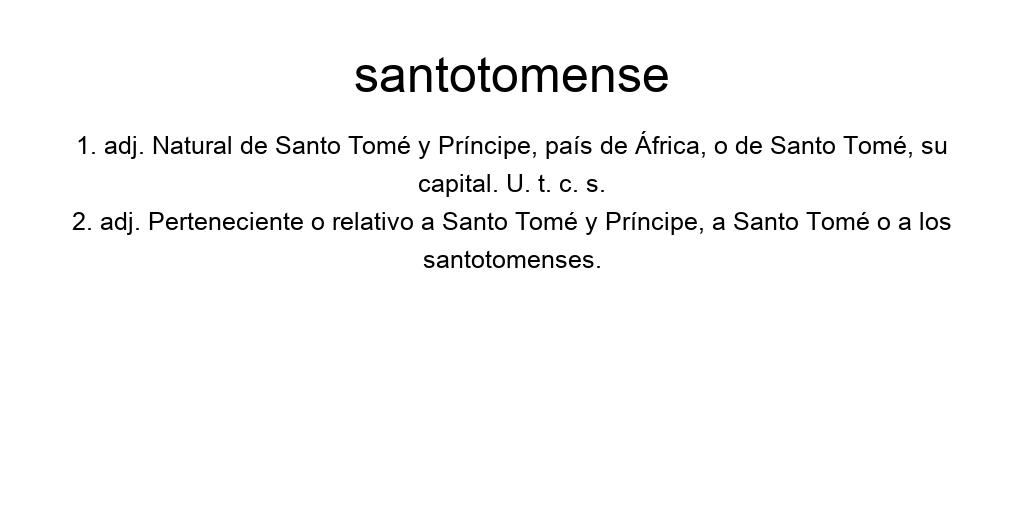 santotomense
1. adj. Natural de Santo Tomé y Príncipe, país de África, o de Santo Tomé, su
capital. U. t. c. s.
2. adj. Perteneciente o relativo a Santo Tomé y Príncipe, a Santo Tomé o a los
santotomenses.